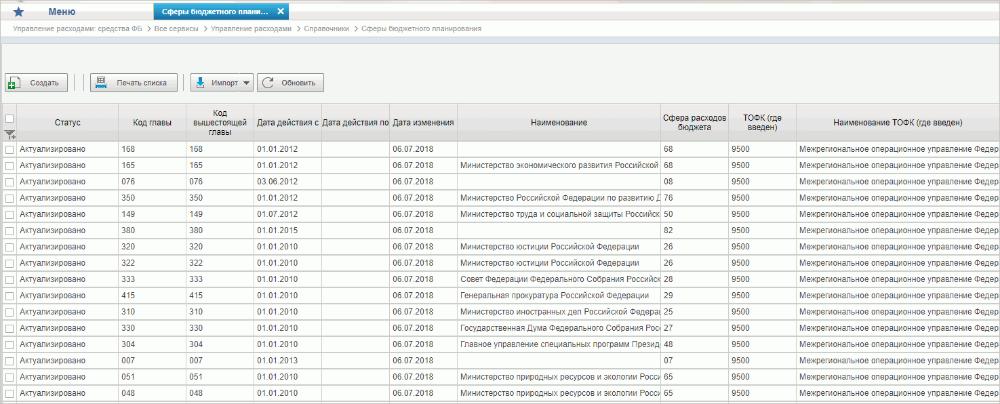 Меню Сферы бюджетного плани...
Управление расходами: средства ФБ > Все сервисы > Управление расходами > Справочники > Сферы бюджетного планирования
Создать Печать списка Импорт Обновить
Статус Код главы Код вышестоящей главы Дата действия с Дата действия по Дата изменения Наименование Сфера расходов бюджета ТОФК (где введен) Наименование ТОФК (где введен)
Актуализировано 168 168 01.01.2012 06.07.2018 68 9500 Межрегиональное операционное управление Федер
Актуализировано 165 165 01.01.2012 06.07.2018 Министерство экономического развития Российской 68 9500 Межрегиональное операционное управление Федер
Актуализировано 076 076 03.06.2012 06.07.2018 08 9500 Межрегиональное операционное управление Федер
Актуализировано 350 350 01.01.2012 06.07.2018 Министерство Российской Федерации по развитию Д 76 9500 Межрегиональное операционное управление Федер
Актуализировано 149 149 01.07.2012 06.07.2018 Министерство труда и социальной защиты Российск 50 9500 Межрегиональное операционное управление Федер
Актуализировано 380 380 01.01.2015 06.07.2018 82 9500 Межрегиональное операционное управление Федер
Актуализировано 320 320 01.01.2010 06.07.2018 Министерство юстиции Российской Федерации 26 9500 Межрегиональное операционное управление Федер
Актуализировано 322 322 01.01.2010 06.07.2018 Министерство юстиции Российской Федерации 26 9500 Межрегиональное операционное управление Федер
Актуализировано 333 333 01.01.2010 06.07.2018 Совет Федерации Федерального Собрания Российск 28 9500 Межрегиональное операционное управление Федер
Актуализировано 415 415 01.01.2010 06.07.2018 Генеральная прокуратура Российской Федерации 29 9500 Межрегиональное операционное управление Федер
Актуализировано 310 310 01.01.2010 06.07.2018 Министерство иностранных дел Российской Федерац 25 9500 Межрегиональное операционное управление Федер
Актуализировано 330 330 01.01.2010 06.07.2018 Государственная Дума Федерального Собрания Росс 27 9500 Межрегиональное операционное управление Федер
Актуализировано 304 304 01.01.2010 06.07.2018 Главное управление специальных программ Презид 48 9500 Межрегиональное операционное управление Федер
Актуализировано 007 007 01.01.2013 06.07.2018 07 9500 Межрегиональное операционное управление Федер
Актуализировано 051 051 01.01.2010 06.07.2018 Министерство природных ресурсов и экологии Росси 65 9500 Межрегиональное операционное управление Федер
Актуализировано 048 048 01.01.2010 06.07.2018 Министерство природных ресурсов и экологии Росси 65 9500 Межрегиональное операционное управление Федер